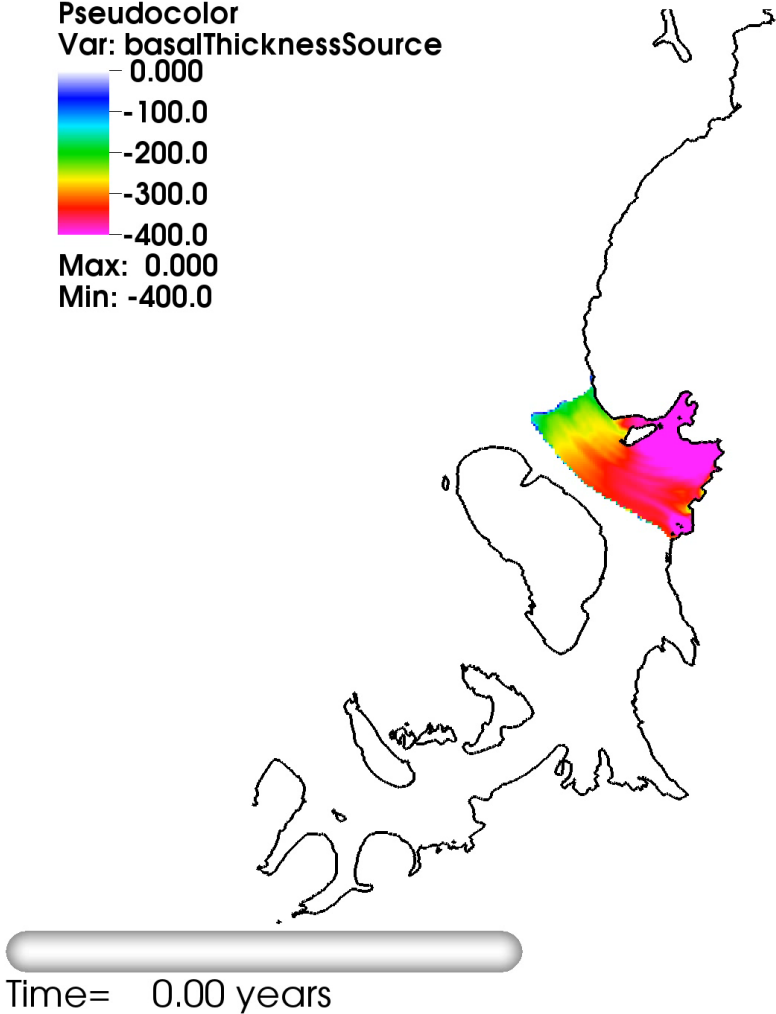 Pseudocolor
Var: basalThicknessSource
0.000
-100.0
-200.0
-300.0
-400.0
Max: 0.000
Min: -400.0
Time= 0.00 years